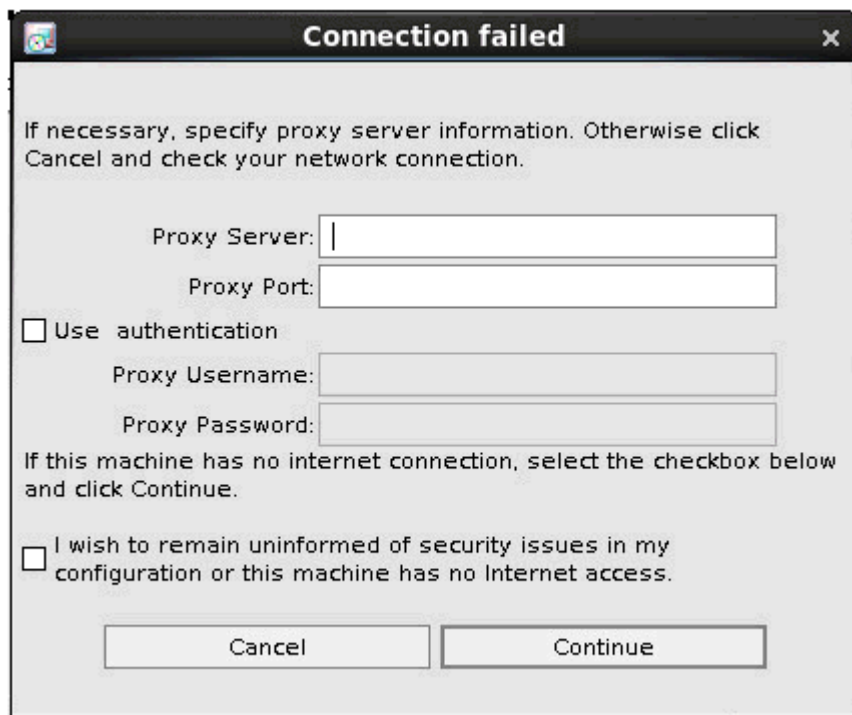 Connection failed
If necessary, specify proxy server information. Otherwise click
Cancel and check your network connection.
Proxy Server:
Proxy Port:
Use authentication
Proxy Username:
Proxy Password:
If this machine has no internet connection, select the checkbox below
and click Continue.
I wish to remain uninformed of security issues in my
configuration or this machine has no Internet access.
Cancel
Continue